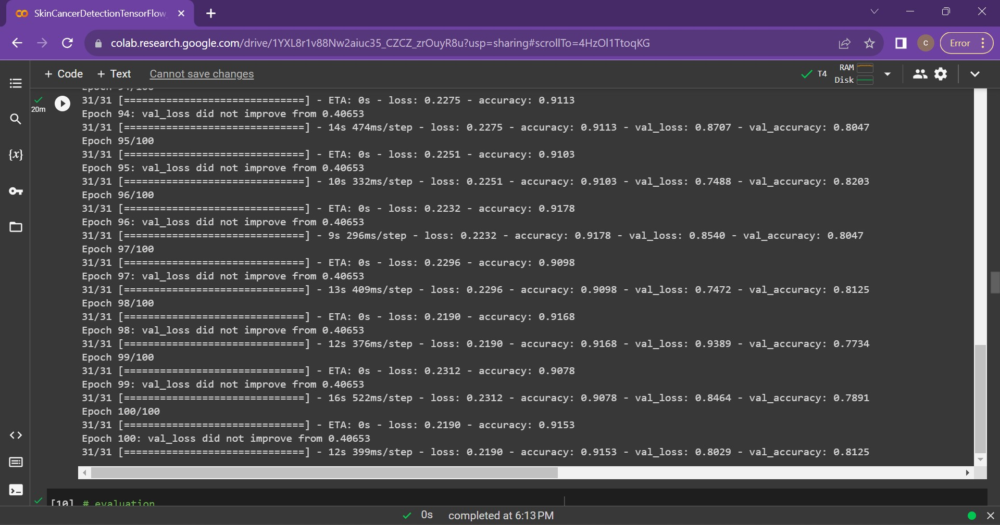 SkinCancerDetectionTensorFlow
colab.research.google.com/drive/1YXL8r1v88Nw2aiuc35_CZCZ_zrOuyR8u?usp=sharing#scrollTo=4HzOl1TtoqKG
C
Error
+ Code + Text Cannot save changes
T4 RAM
Disk
{x}
20m
Epoch 94/100
31/31 [==============================] - ETA: 0s - loss: 0.2275 - accuracy: 0.9113
Epoch 94: val_loss did not improve from 0.40653
31/31 [==============================] - 14s 474ms/step - loss: 0.2275 - accuracy: 0.9113 - val_loss: 0.8707 - val_accuracy: 0.8047
Epoch 95/100
31/31 [==============================] - ETA: 0s - loss: 0.2251 - accuracy: 0.9103
Epoch 95: val_loss did not improve from 0.40653
31/31 [==============================] - 10s 332ms/step - loss: 0.2251 - accuracy: 0.9103 - val_loss: 0.7488 - val_accuracy: 0.8203
Epoch 96/100
31/31 [==============================] - ETA: 0s - loss: 0.2232 - accuracy: 0.9178
Epoch 96: val_loss did not improve from 0.40653
31/31 [==============================] - 9s 296ms/step - loss: 0.2232 - accuracy: 0.9178 - val_loss: 0.8540 - val_accuracy: 0.8047
Epoch 97/100
31/31 [==============================] - ETA: 0s - loss: 0.2296 - accuracy: 0.9098
Epoch 97: val_loss did not improve from 0.40653
31/31 [==============================] - 13s 409ms/step - loss: 0.2296 - accuracy: 0.9098 - val_loss: 0.7472 - val_accuracy: 0.8125
Epoch 98/100
31/31 [==============================] - ETA: 0s - loss: 0.2190 - accuracy: 0.9168
Epoch 98: val_loss did not improve from 0.40653
31/31 [==============================] - 12s 376ms/step - loss: 0.2190 - accuracy: 0.9168 - val_loss: 0.9389 - val_accuracy: 0.7734
Epoch 99/100
31/31 [==============================] - ETA: 0s - loss: 0.2312 - accuracy: 0.9078
Epoch 99: val_loss did not improve from 0.40653
31/31 [==============================] - 16s 522ms/step - loss: 0.2312 - accuracy: 0.9078 - val_loss: 0.8464 - val_accuracy: 0.7891
Epoch 100/100
31/31 [==============================] - ETA: 0s - loss: 0.2190 - accuracy: 0.9153
Epoch 100: val_loss did not improve from 0.40653
31/31 [==============================] - 12s 399ms/step - loss: 0.2190 - accuracy: 0.9153 - val_loss: 0.8029 - val_accuracy: 0.8125
[10] # evaluation
0s completed at 6:13 PM